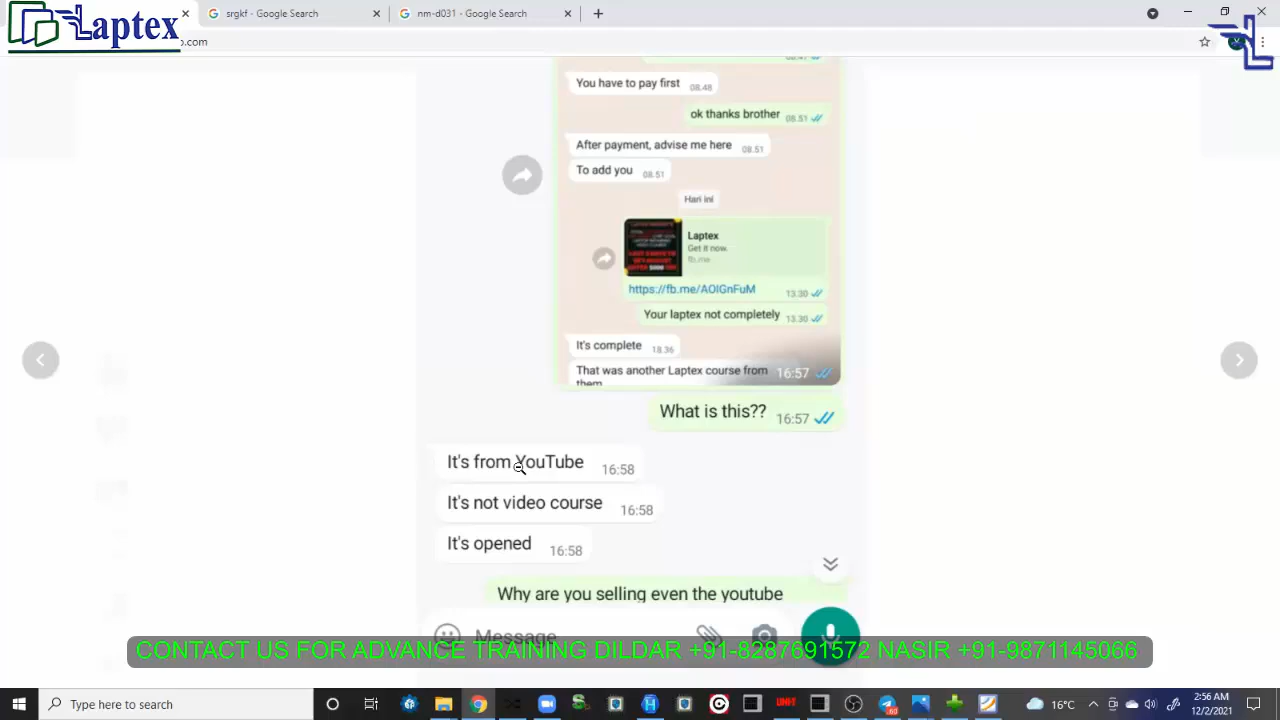 Laptex
srgkf - Google Search
Search
.com
You have to pay first 08.48
ok thanks brother 08.51
After payment, advise me here 08.51
To add you 08.51
Hari ini
Laptex
Get it now.
fb.me
https://fb.me/AOlGnFuM 13.30
Your laptex not completely 13.30
It's complete 18.36
That was another Laptex course from
them 16:57
What is this?? 16:57
It's from YouTube 16:58
It's not video course 16:58
It's opened 16:58
Why are you selling even the youtube
Message
CONTACT US FOR ADVANCE TRAINING DILDAR +91-8287691572 NASIR +91-9871145066
Type here to search
16°C
2:56 AM
12/2/2021